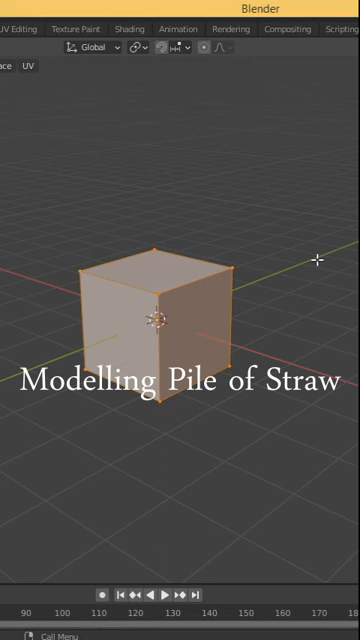 Blender
UV Editing Texture Paint Shading Animation Rendering Compositing Scripting
Global
UV
Modelling Pile of Straw
90 100 110 120 130 140 150 160 170
Call Menu